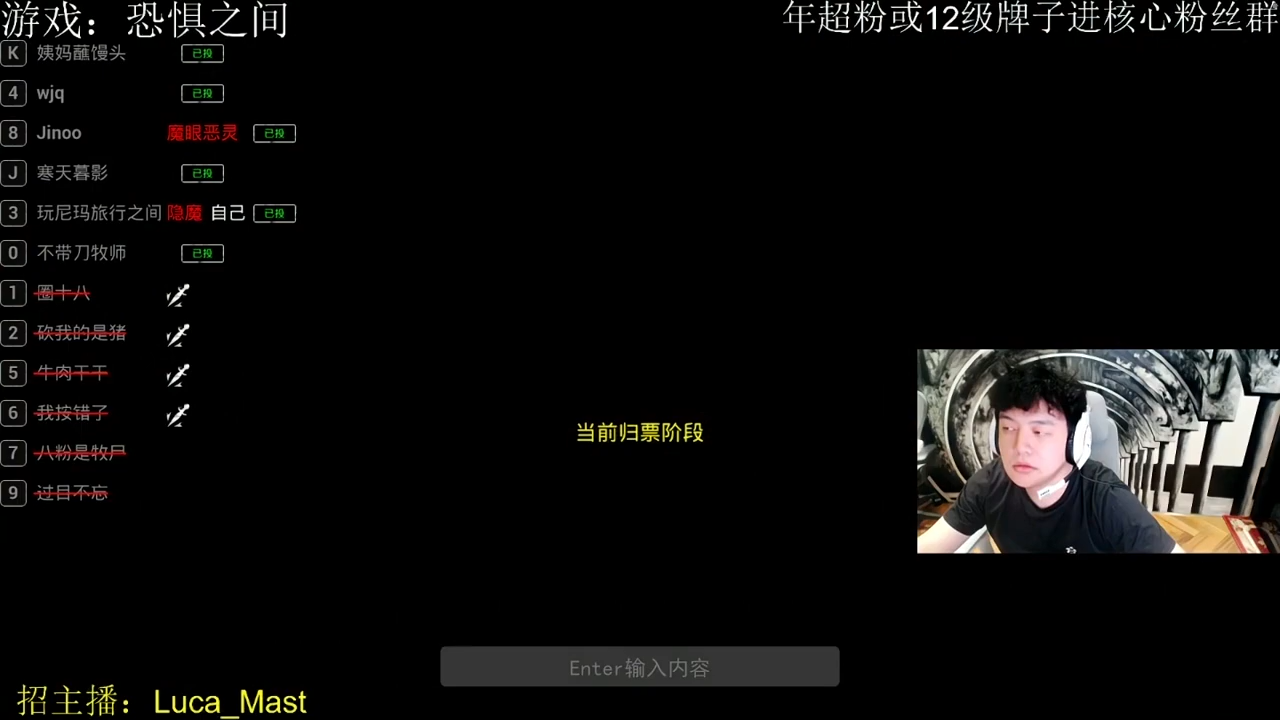 游戏：恐惧之间
年超粉或12级牌子进核心粉丝群
K 姨妈蘸馒头 已投
4 wjq 已投
8 Jinoo 魔眼恶灵 已投
J 寒天暮影 已投
3 玩尼玛旅行之间 隐魔 自己 已投
0 不带刀牧师 已投
1 圈十八
2 砍我的是猪
5 牛肉干干
6 我按错了
7 八粉是牧尸
9 过目不忘
当前归票阶段
Enter输入内容
招主播：Luca_Mast